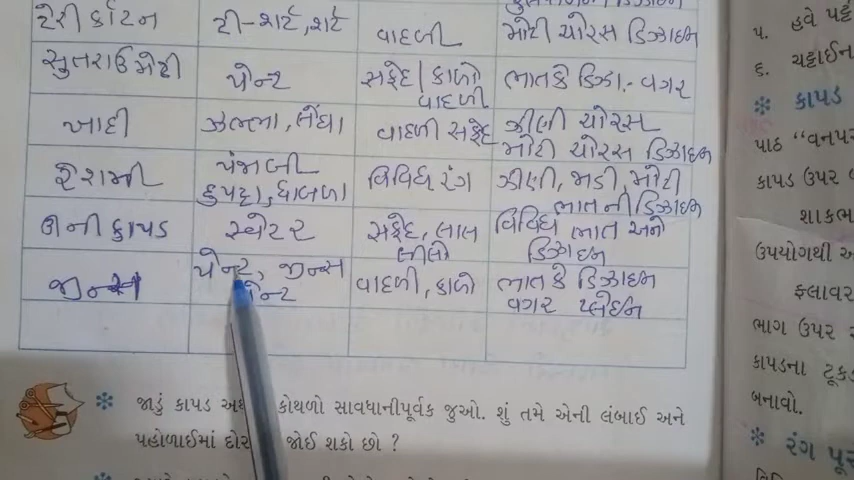 ટેરી કોટન ટી-શર્ટ, શર્ટ વાદળી મોટી ચોરસ ડિઝાઇન
સુતરાઉ મેટી પેન્ટ સફેદ | કાળો ભાત કે ડિઝા.- વગર
વાદળી
ખાદી ઝભ્ભા, લેંઘા વાદળી સફેદ ઝીણી ચોરસ
મોટી ચોરસ ડિઝાઇન
રેશમી પંજાબી વિવિધ રંગ ઝીણી, જાડી, મોટી
દુપટ્ટા, ધાબળા ભાતની ડિઝાઇન
ઊની કાપડ સ્વેટર સફેદ, લાલ વિવિધ ભાત અને
લીલો ડિઝાઇન
જીન્સ પેન્ટ, જીન્સ વાદળી, કાળો ભાત કે ડિઝાઇન
પેન્ટ વગર પ્લેઇન
જાડું કાપડ કોથળો સાવધાનીપૂર્વક જુઓ. શું તમે એની લંબાઈ અને
પહોળાઈમાં જોઈ શકો છો ?
૫. હવે
૬. ચટ્ટાઈન
કાપડ
પાઠ “વનપ
કાપડ ઉપર
શાકભ
ઉપયોગથી
ફ્લાવર
ભાગ ઉપર
કાપડના ટૂક
બનાવો.
રંગ પૂ